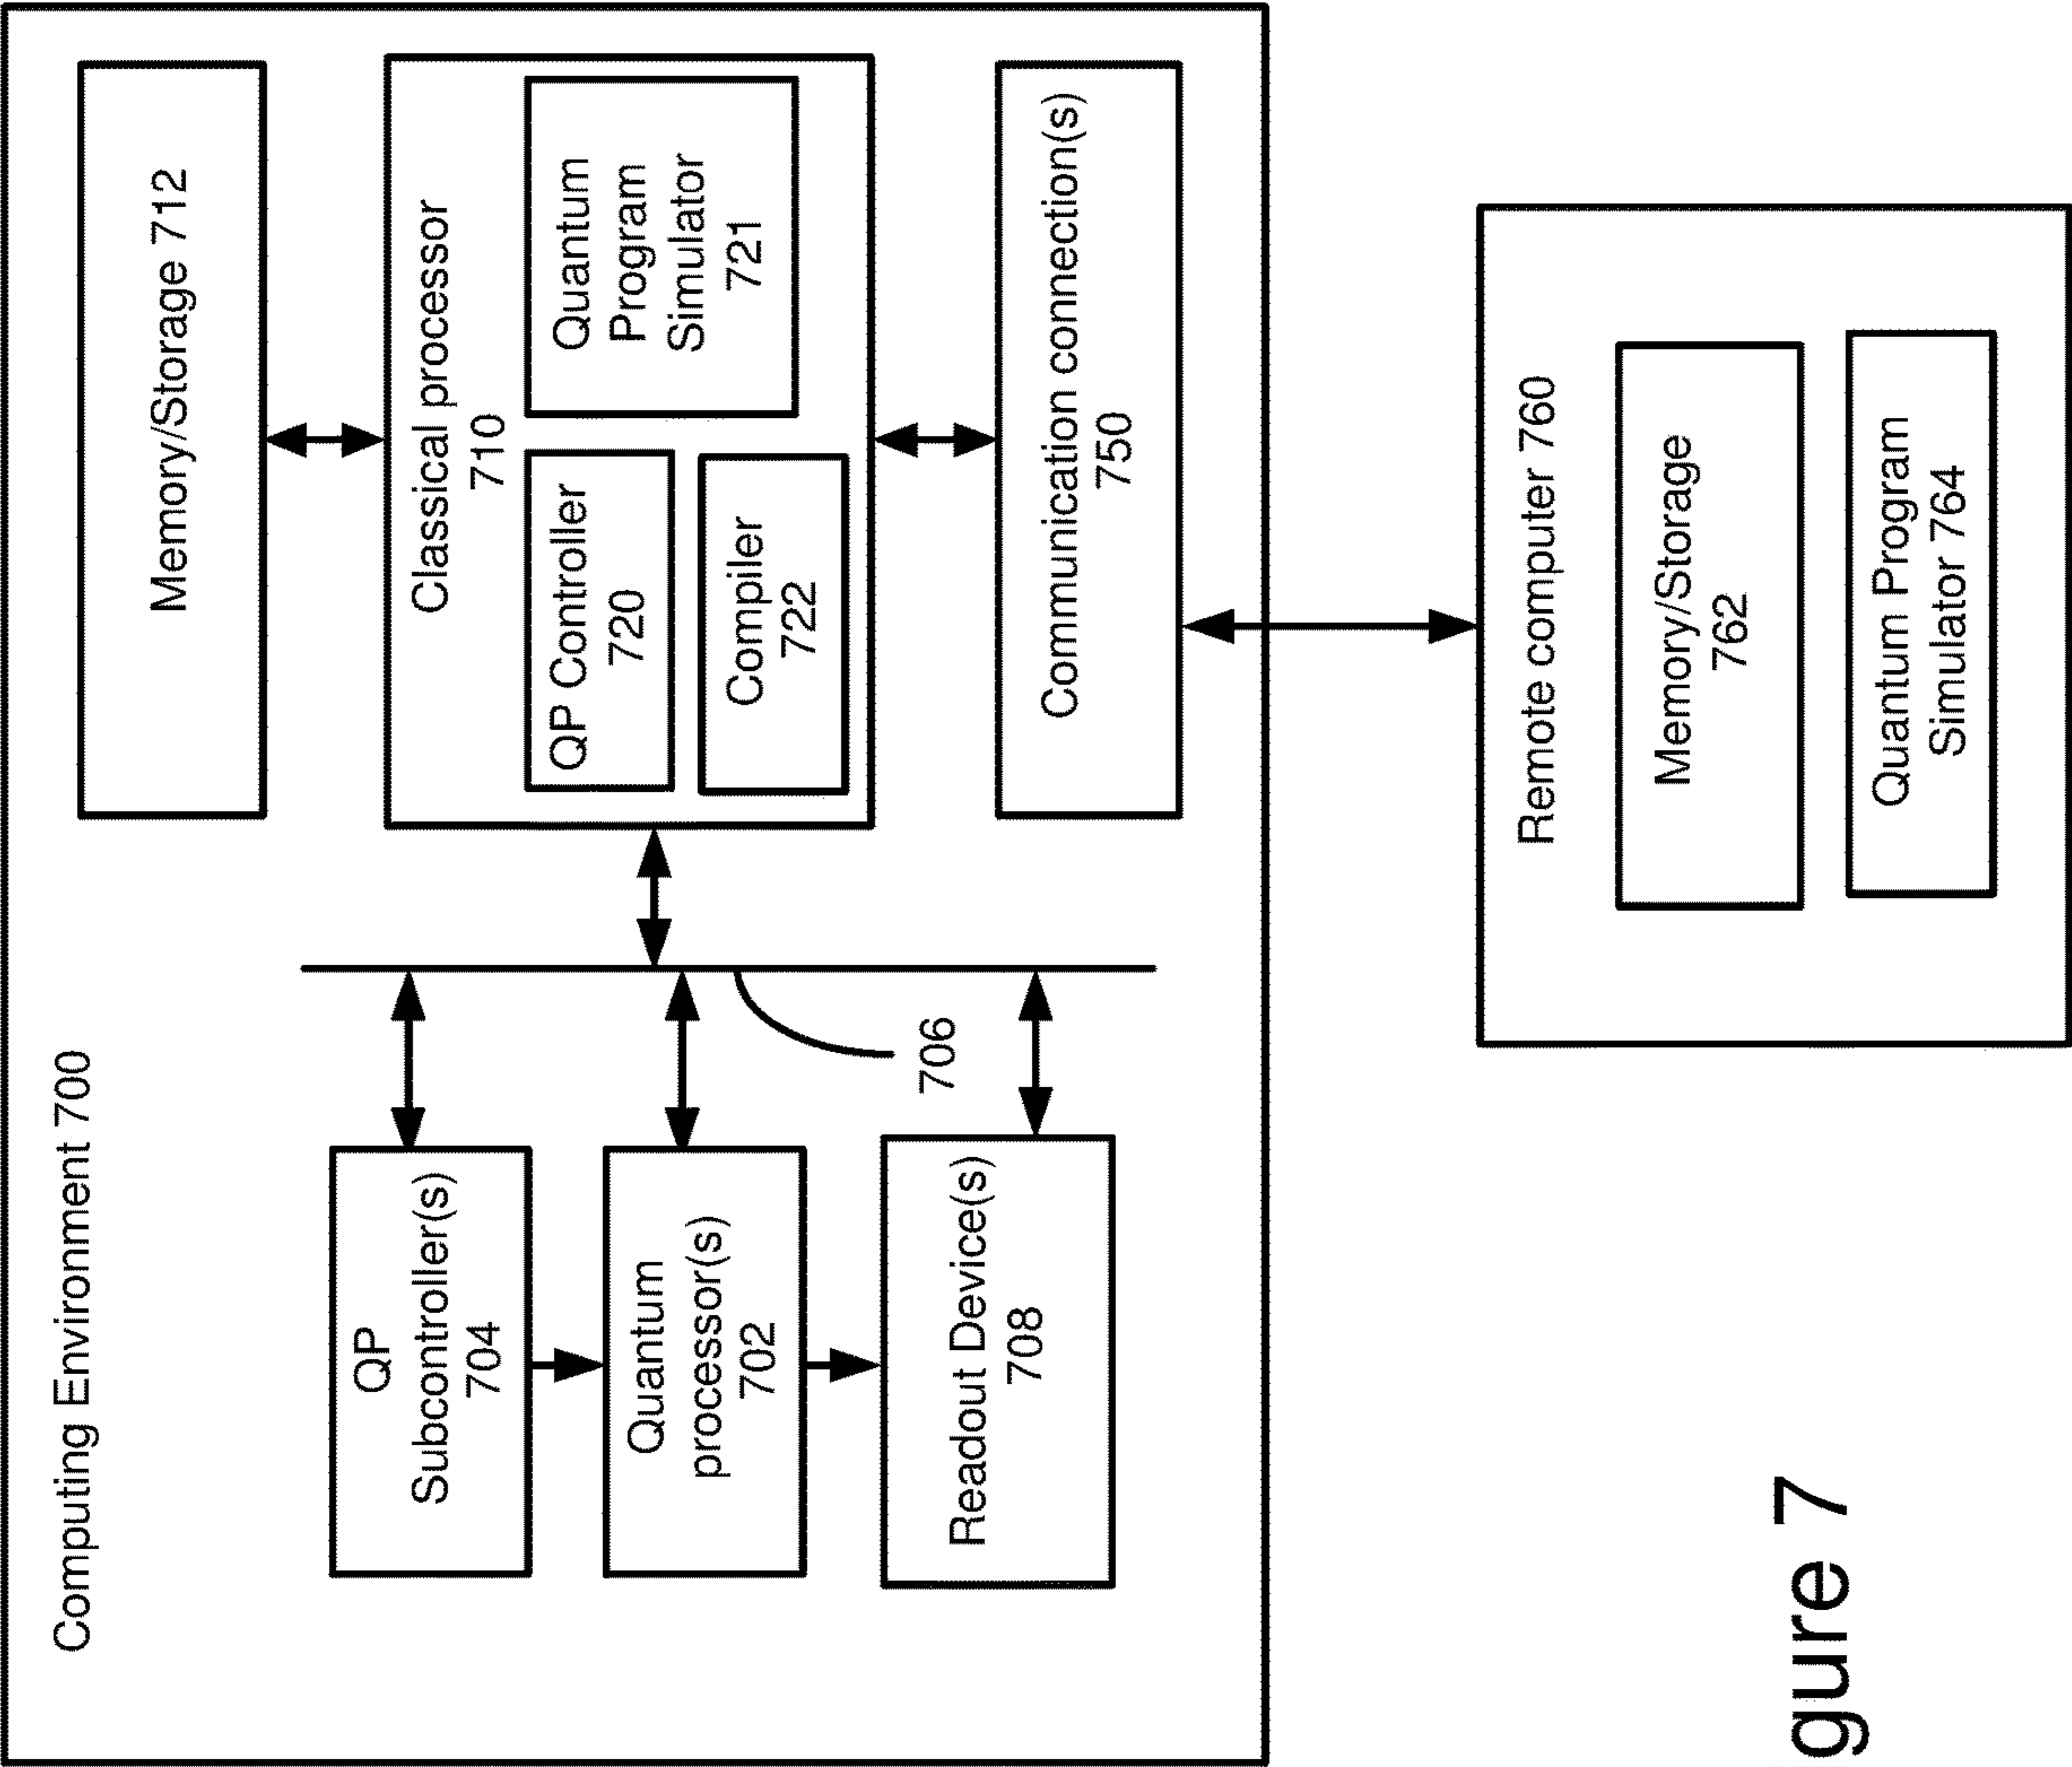 Computing Environment 700
QP
Subcontroller(s)
704
Quantum
processor(s)
702
Readout Device(s)
708
706
Memory/Storage 712
Classical processor
710
QP Controller
720
Compiler
722
Quantum
Program
Simulator
721
Communication connection(s)
750
Remote computer 760
Memory/Storage
762
Quantum Program
Simulator 764
gure 7